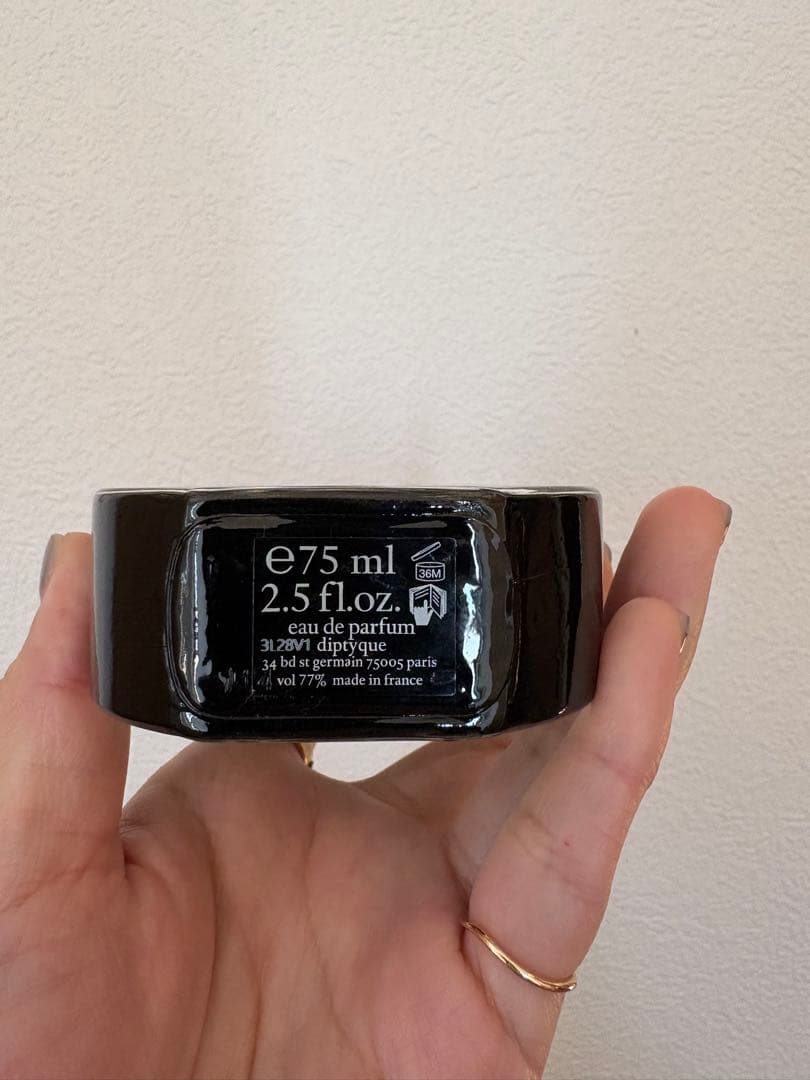 e75 ml
36M
2.5 fl.oz.
eau de parfum
3L28V1 diptyque
34 bd st germain 75005 paris
vol 77% made in france